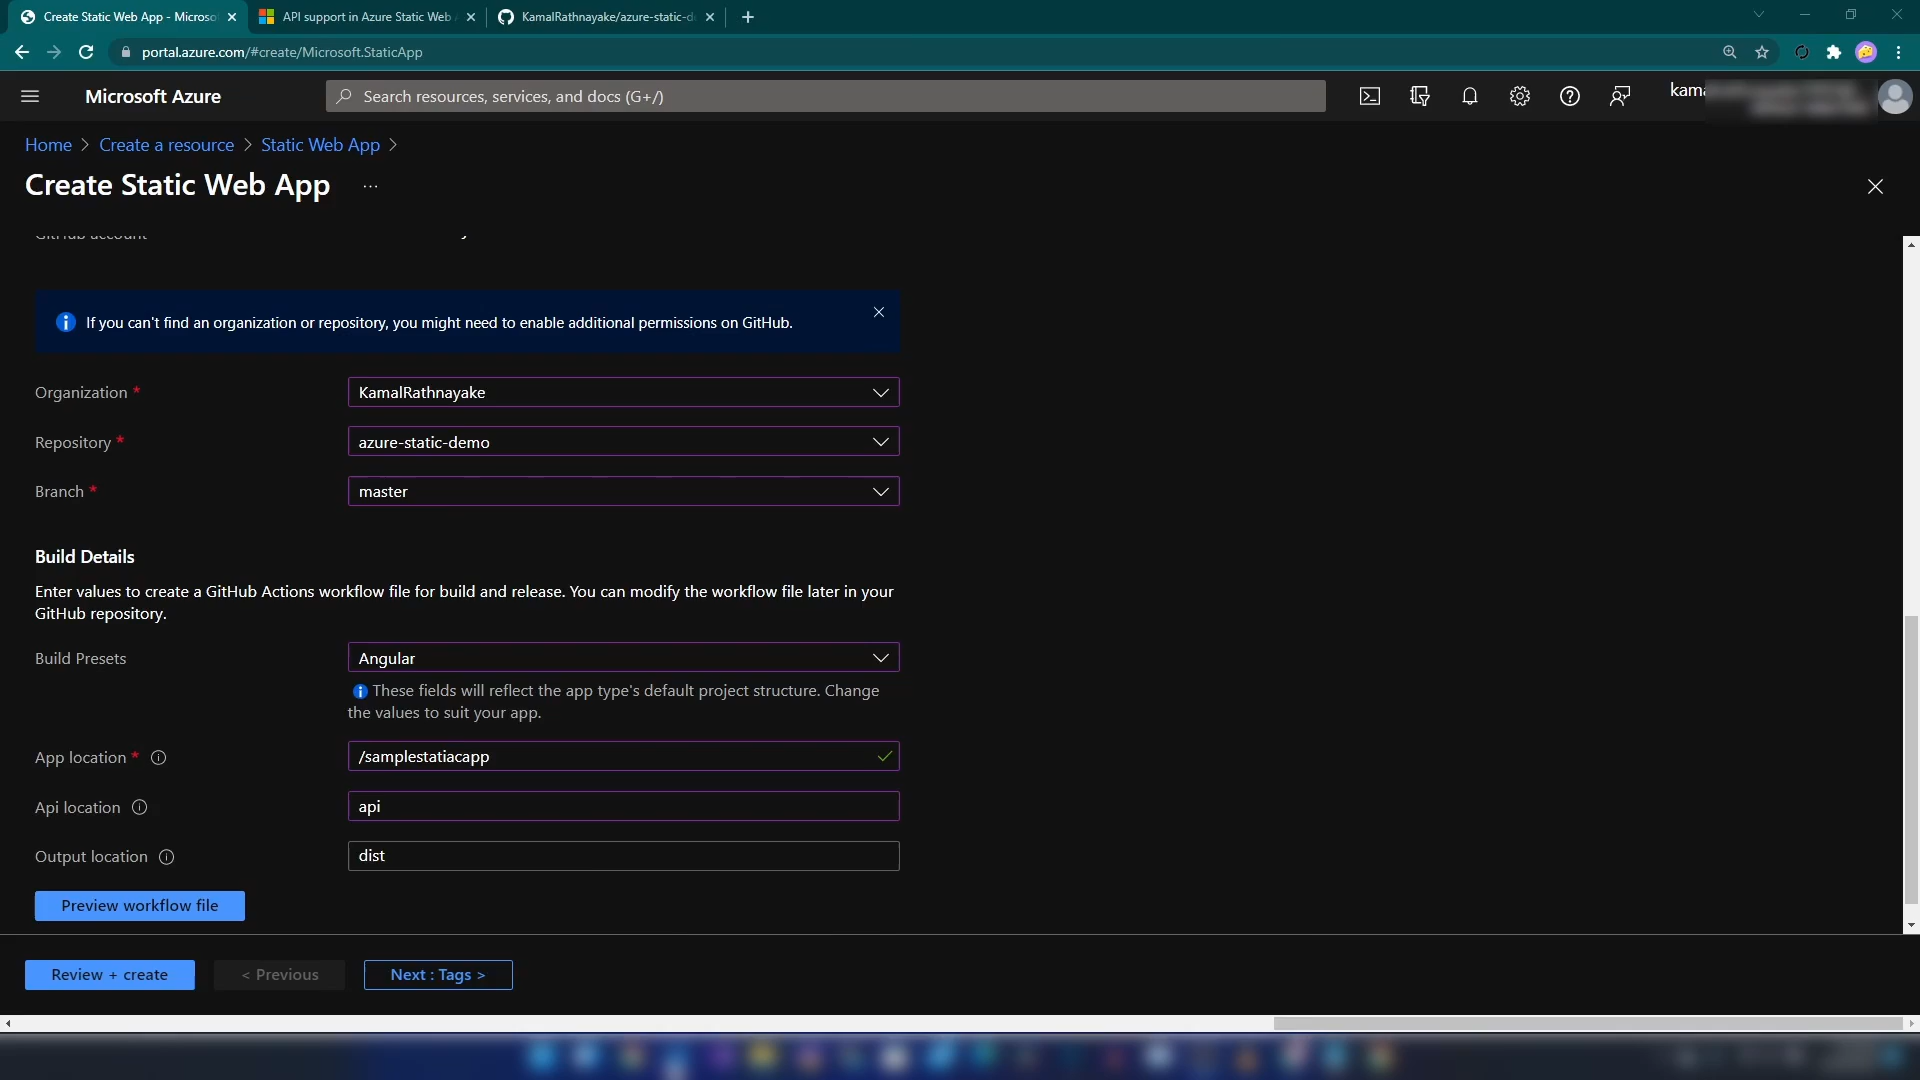 Create Static Web App - Microso
API support in Azure Static Web
KamalRathnayake/azure-static-de
portal.azure.com/#create/Microsoft.StaticApp
Microsoft Azure
Search resources, services, and docs (G+/)
kama
Home > Create a resource > Static Web App >
Create Static Web App ...
GitHub account
If you can't find an organization or repository, you might need to enable additional permissions on GitHub.
Organization *
KamalRathnayake
Repository *
azure-static-demo
Branch *
master
Build Details
Enter values to create a GitHub Actions workflow file for build and release. You can modify the workflow file later in your
GitHub repository.
Build Presets
Angular
These fields will reflect the app type's default project structure. Change
the values to suit your app.
App location *
/samplestatiacapp
Api location
api
Output location
dist
Preview workflow file
Review + create
< Previous
Next : Tags >